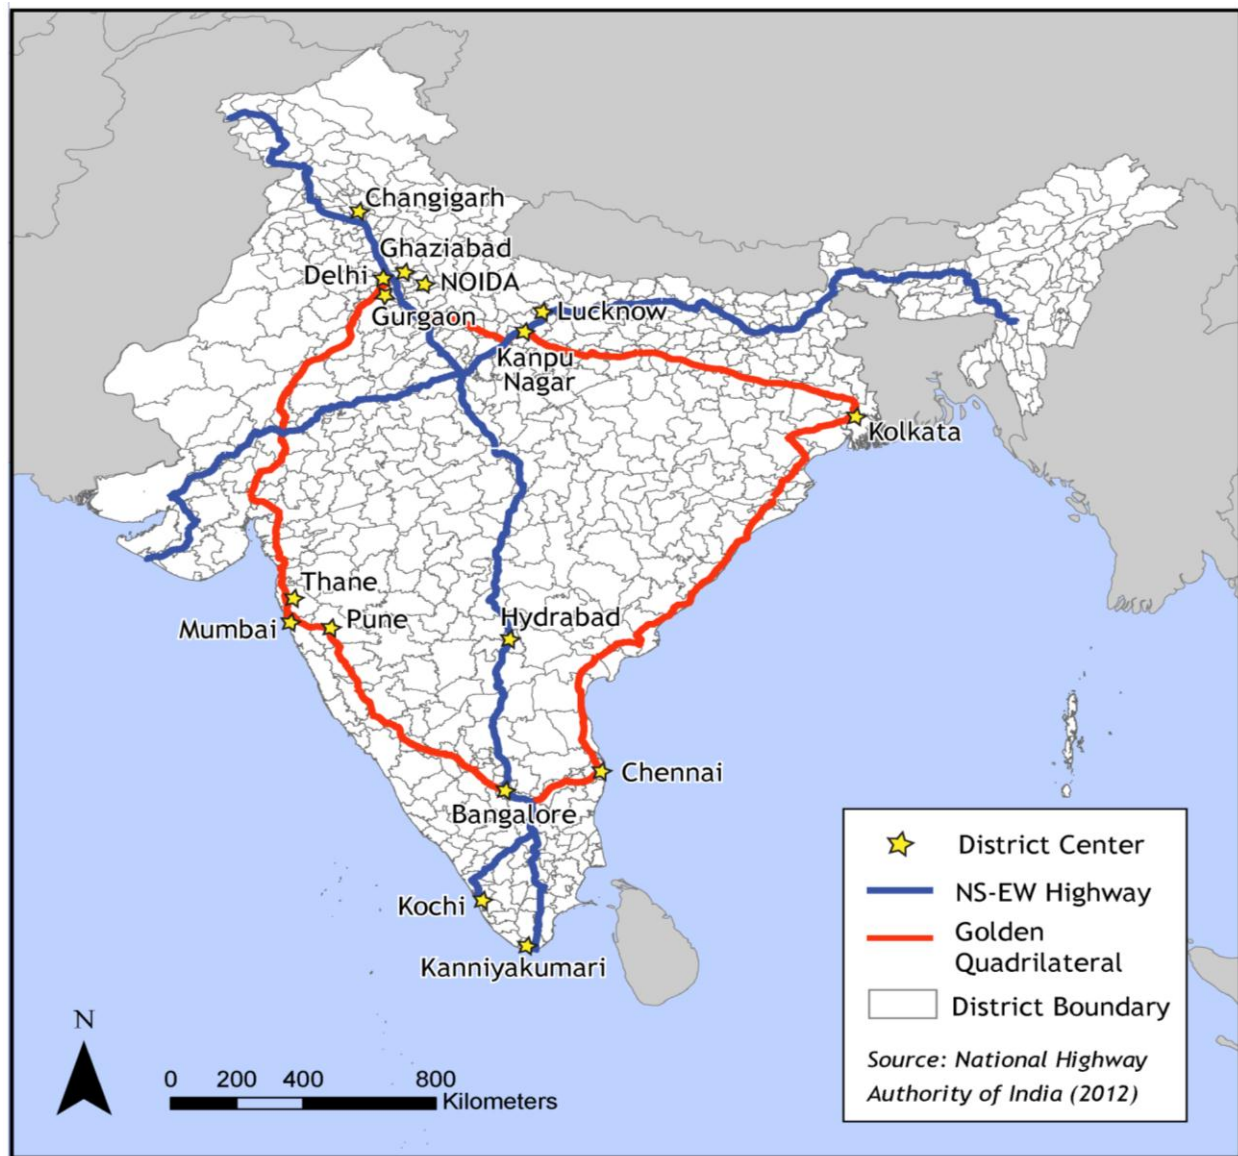 Changigarh
Ghaziabad
Delhi
NOIDA
Gurgaon
Lucknow
Kanpu
Nagar
Kolkata
Thane
Mumbai
Pune
Hydrabad
Chennai
Bangalore
Kochi
Kanniyakumari
N
0 200 400 800
Kilometers
District Center
NS-EW Highway
Golden
Quadrilateral
District Boundary
Source: National Highway
Authority of India (2012)